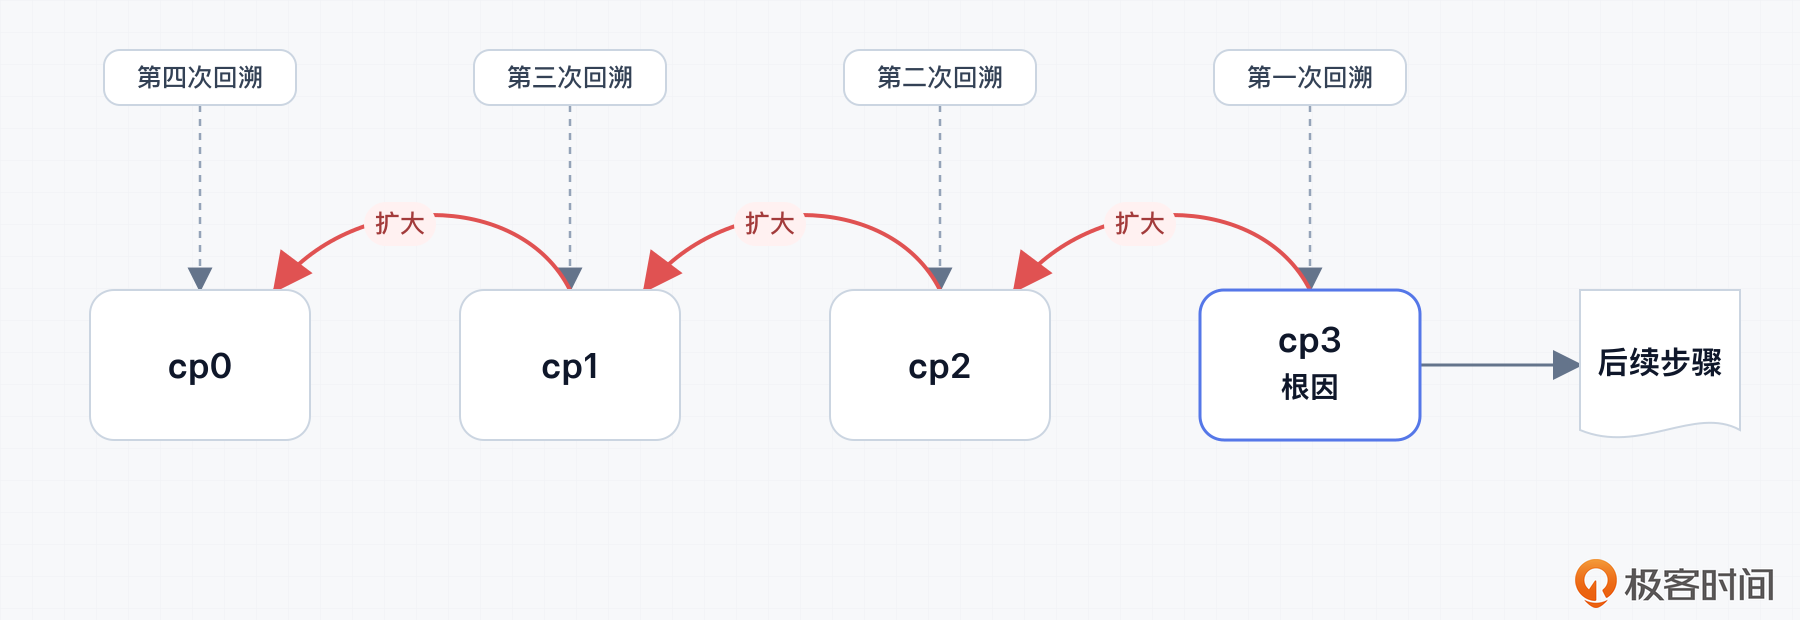 第四次回溯
第三次回溯
第二次回溯
第一次回溯
扩大
扩大
扩大
cp0
cp1
cp2
cp3
根因
后续步骤
极客时间